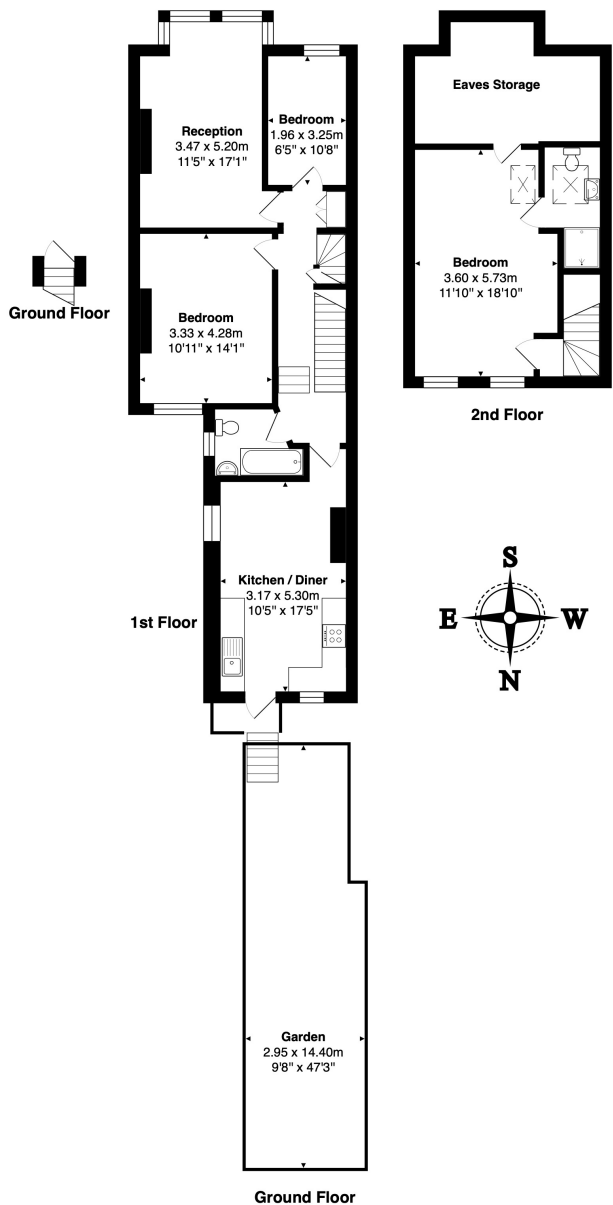 Eaves Storage
Reception
3.47 x 5.20m
11'5" x 17'1"
Bedroom
1.96 x 3.25m
6'5" x 10'8"
Ground Floor
Bedroom
3.33 x 4.28m
10'11" x 14'1"
Bedroom
3.60 x 5.73m
11'10" x 18'10"
2nd Floor
Kitchen / Diner
3.17 x 5.30m
10'5" x 17'5"
1st Floor
S
E
W
N
Garden
2.95 x 14.40m
9'8" x 47'3"
Ground Floor